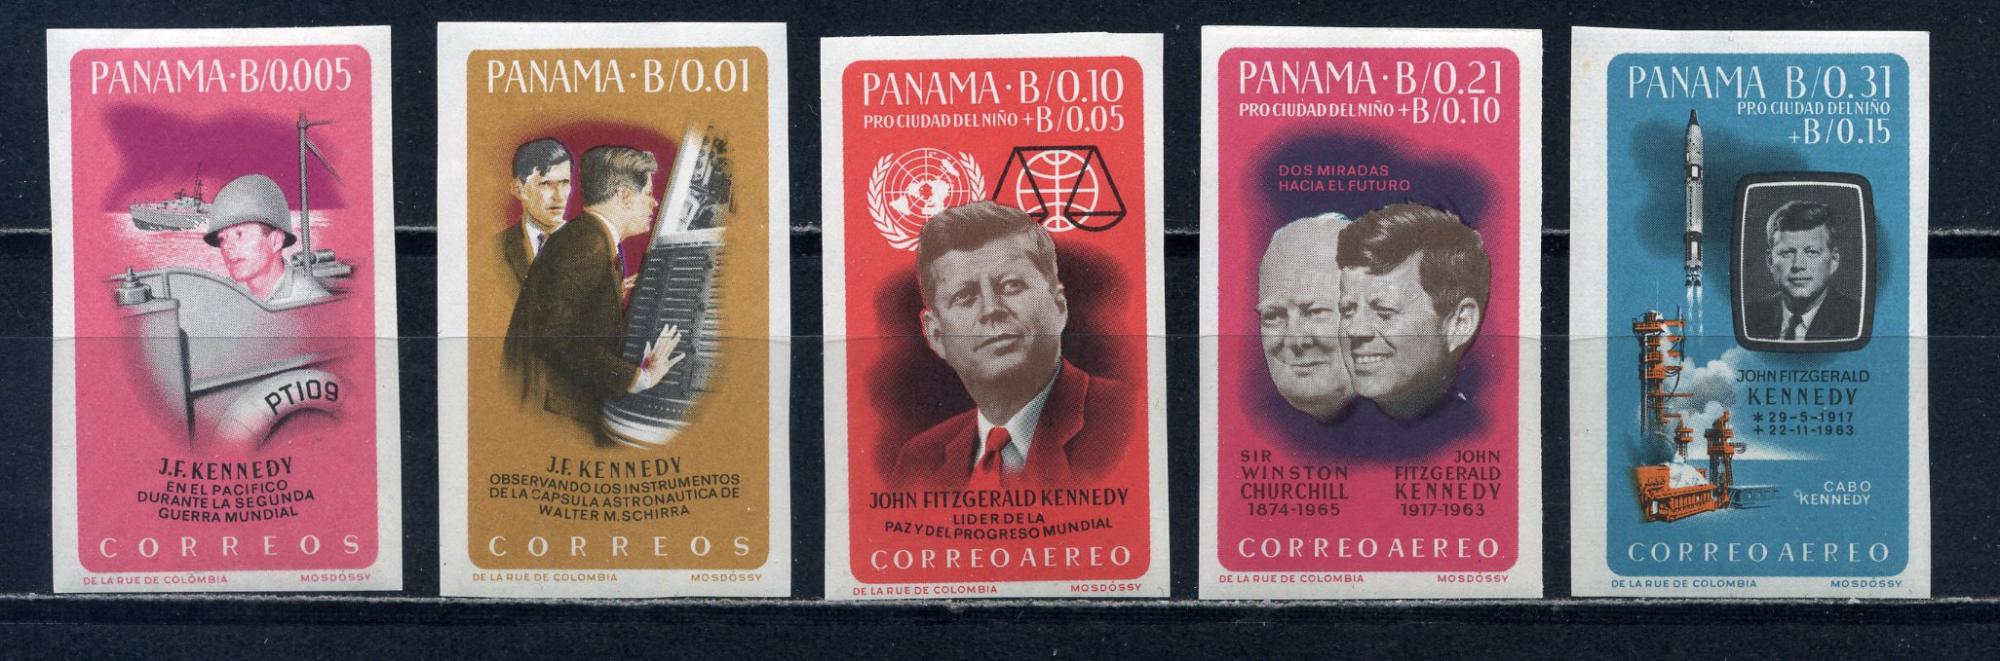 PANAMA·B/0.005
PT109
J.F. KENNEDY
EN EL PACIFICO
DURANTE LA SEGUNDA
GUERRA MUNDIAL
CORREOS
DE LA RUE DE COLÔMBIA MOSDÓSSY
PANAMA·B/0.01
J.F. KENNEDY
OBSERVANDO LOS INSTRUMENTOS
DE LA CAPSULA ASTRONAUTICA DE
WALTER M. SCHIRRA
CORREOS
DE LA RUE DE COLOMBIA MOSDÓSSY
PANAMA·B/0.10
PRO CIUDAD DEL NIÑO +B/0.05
JOHN FITZGERALD KENNEDY
LIDER DE LA
PAZ Y DEL PROGRESO MUNDIAL
CORREO AEREO
DE LA RUE DE COLOMBIA MOSDÓSSY
PANAMA·B/0.21
PRO CIUDAD DEL NIÑO +B/0.10
DOS MIRADAS
HACIA EL FUTURO
SIR
WINSTON
CHURCHILL
1874-1965
JOHN
FITZGERALD
KENNEDY
1917-1963
CORREO AEREO
DE LA RUE DE COLOMBIA MOSDÓSSY
PANAMA B/0.31
PRO CIUDAD DEL NIÑO
+B/0.15
JOHN FITZGERALD
KENNEDY
* 29-5-1917
+ 22-11-1963
CABO
KENNEDY
CORREO AEREO
DE LA RUE DE COLOMBIA MOSDÓSSY